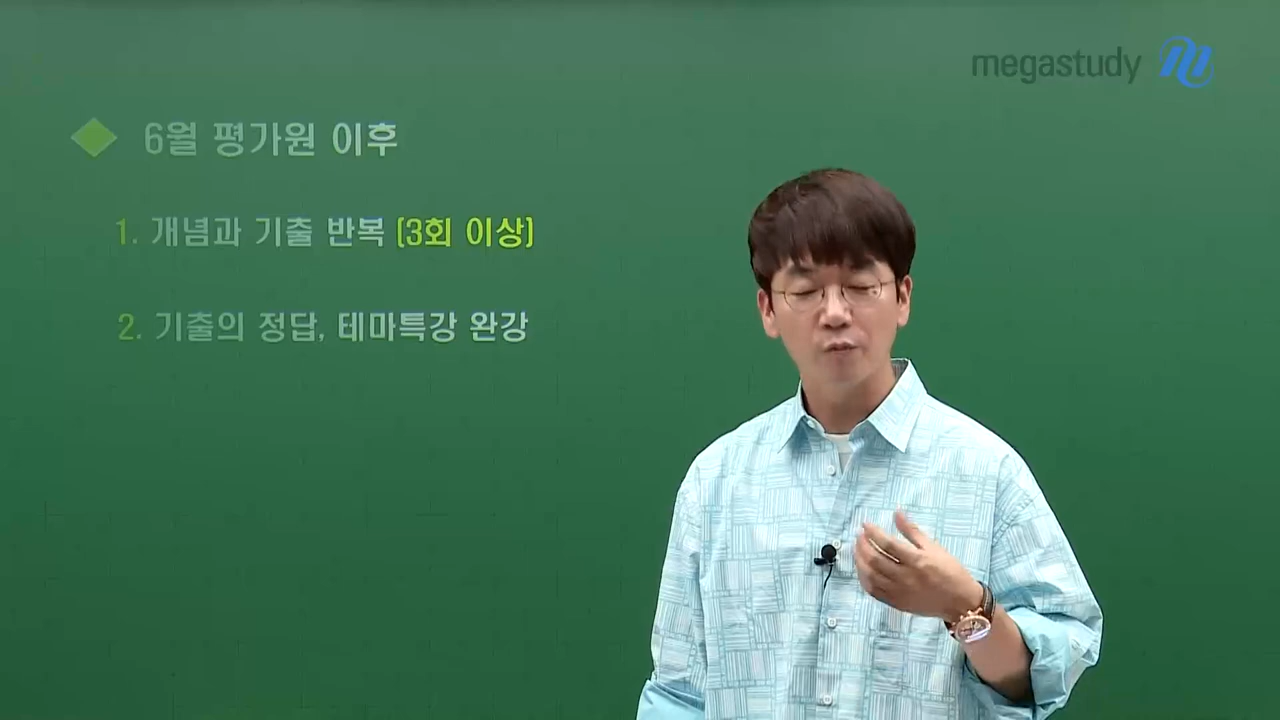 megastudy
6월 평가원 이후
1. 개념과 기출 반복 (3회 이상)
2. 기출의 정답, 테마특강 완강